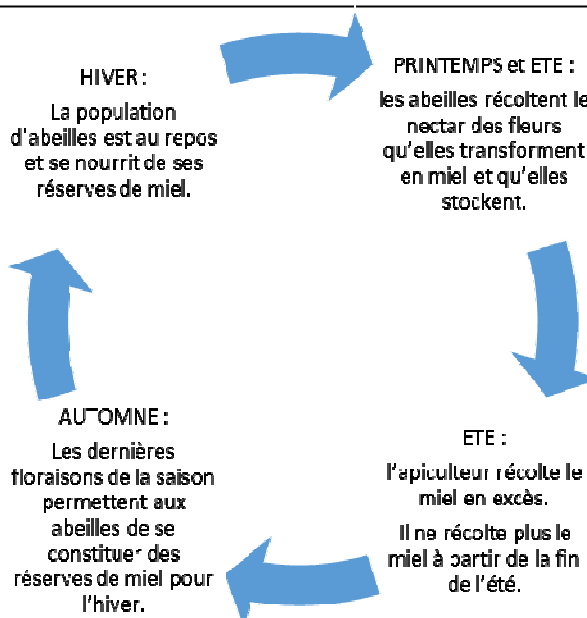 HIVER :
La population
d'abeilles est au repos
et se nourrit de ses
réserves de miel.
PRINTEMPS et ETE :
les abeilles récoltent le
nectar des fleurs
qu'elles transforment
en miel et qu'elles
stockent.
ETE :
l'apiculteur récolte le
miel en excès.
Il ne récolte plus le
miel à partir de la fin
de l'été.
AUTOMNE :
Les dernières
floraisons de la saison
permettent aux
abeilles de se
constituer des
réserves de miel pour
l'hiver.